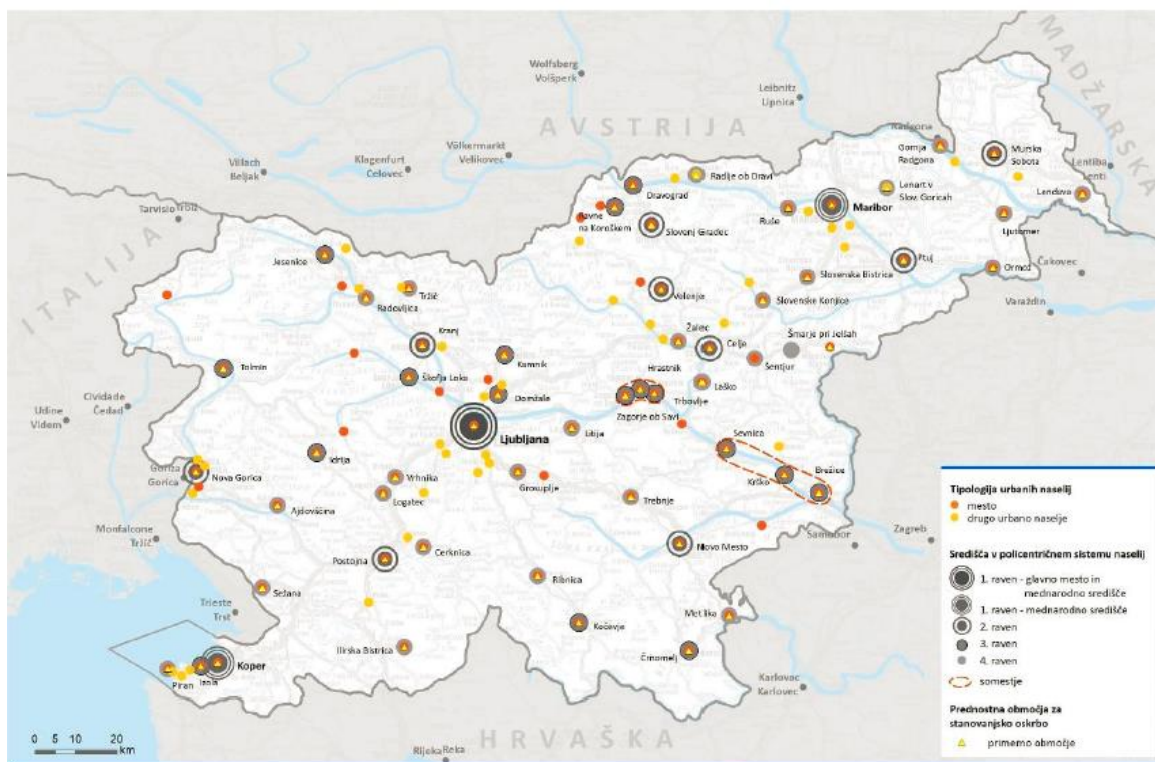 MADŽARSKA
Wolfsberg
Volšperk
Leibnitz
Lipnica
AVSTRIJA
Radgona
Gornja
Radgona
Murska
Sobota
Lentiba
Lenti
Völkermarkt
Velikovec
Klagenfurt
Celovec
Villach
Beljak
Radlje ob Dravi
Dravograd
Lenart v
Slov. Goricah
Lendava
Maribor
Ruše
Ravne
na Koroškem
Ljutomer
Tarvisio
Trbiž
Slovenj Gradec
Jesenice
Ptuj
Ormož
Čakovec
Slovenska Bistrica
ITALIJA
Tržič
Radovljica
Velenje
Slovenske Konjice
Varaždin
Kranj
Žalec
Celje
Šmarje pri Jelšah
Kamnik
Šentjur
Tolmin
Škofja Loka
Hrastnik
Laško
Domžale
Trbovlje
Cividale
Čedad
Udine
Videm
Zagorje ob Savi
Ljubljana
Litija
Sevnica
Idrija
Gorizia
Gorica
Nova Gorica
Vrhnika
Grosuplje
Krško
Brežice
Logatec
Trebnje
Ajdovščina
Zagreb
Monfalcone
Tržič
Samobor
Novo Mesto
Postojna
Cerknica
Ribnica
Sežana
Trieste
Trst
Metlika
Kočevje
Ilirska Bistrica
Črnomelj
Koper
Izola
Piran
Karlovac
Karlovec
HRVAŠKA
Rijeka
Reka
0 5 10 20
km
Tipologija urbanih naselij
mesto
drugo urbano naselje
Središča v policentričnem sistemu naselij
1. raven - glavno mesto in
mednarodno središče
1. raven - mednarodno središče
2. raven
3. raven
4. raven
somestje
Prednostna območja za
stanovanjsko oskrbo
primerno območje